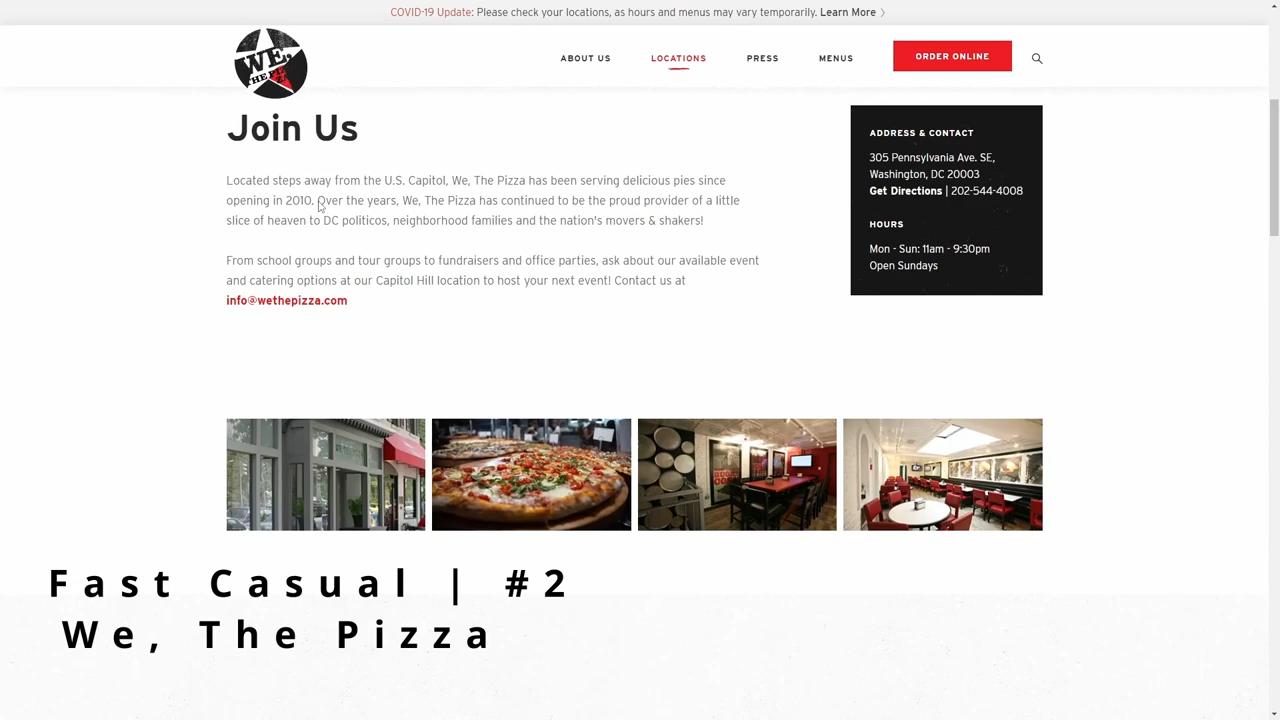 COVID-19 Update: Please check your locations, as hours and menus may vary temporarily. Learn More 〉
WE,
THE PIZZA
ABOUT US
LOCATIONS
PRESS
MENUS
ORDER ONLINE
Join Us
Located steps away from the U.S. Capitol, We, The Pizza has been serving delicious pies since
opening in 2010. Over the years, We, The Pizza has continued to be the proud provider of a little
slice of heaven to DC politicos, neighborhood families and the nation's movers & shakers!
From school groups and tour groups to fundraisers and office parties, ask about our available event
and catering options at our Capitol Hill location to host your next event! Contact us at
info@wethepizza.com
ADDRESS & CONTACT
305 Pennsylvania Ave. SE,
Washington, DC 20003
Get Directions | 202-544-4008
HOURS
Mon - Sun: 11am - 9:30pm
Open Sundays
Fast Casual | #2
We, The Pizza